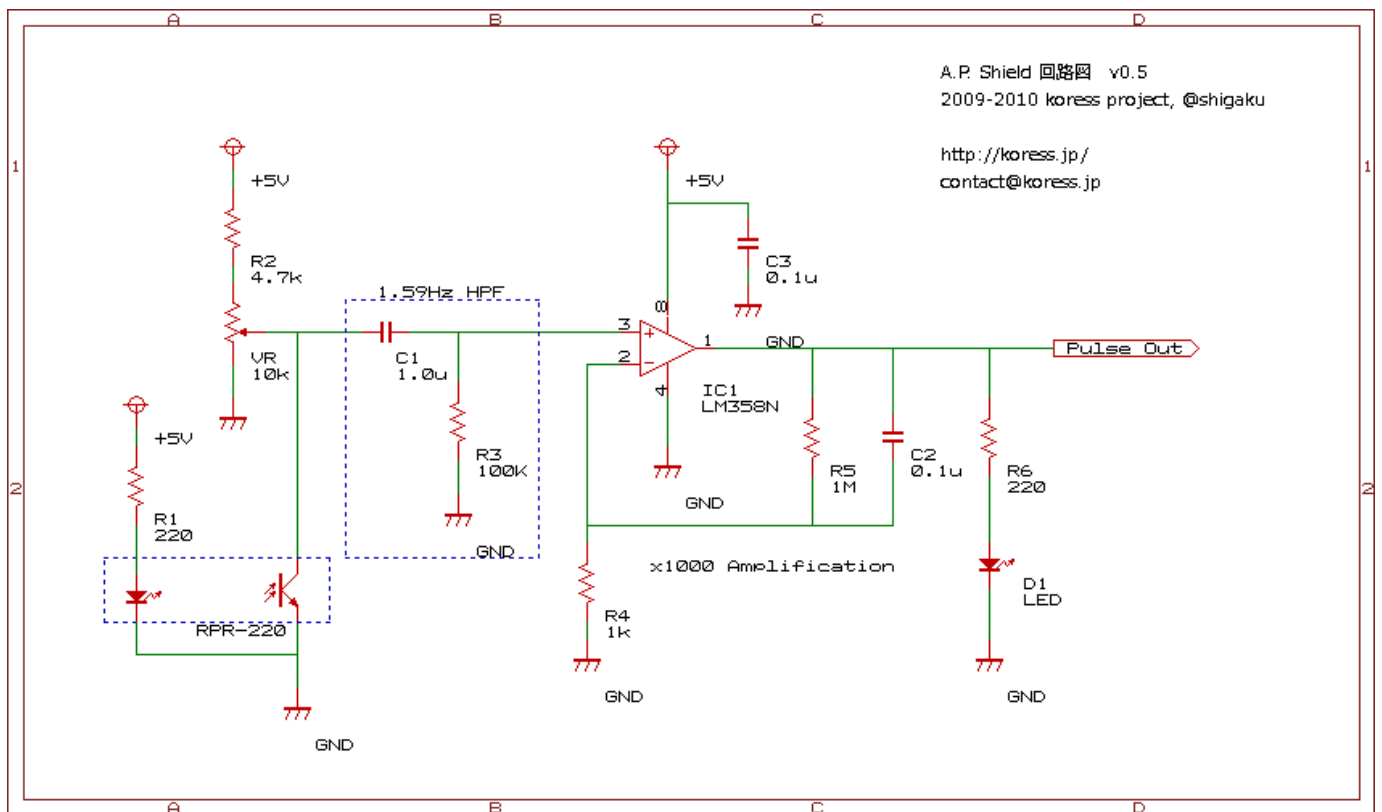 A
B
C
D
A.P. Shield 回路図 v0.5
2009-2010 koress project, @shigaku
http://koress.jp/
contact@koress.jp
1
1
+5V
R2
4.7k
VR
10k
1.59Hz HPF
C1
1.0u
R3
100K
GND
+5V
C3
0.1u
GND
8
3
2
1
4
IC1
LM358N
GND
Pulse Out
R5
1M
C2
0.1u
R6
220
D1
LED
GND
x1000 Amplification
R4
1k
GND
+5V
R1
220
RPR-220
GND
2
2
A
B
C
D